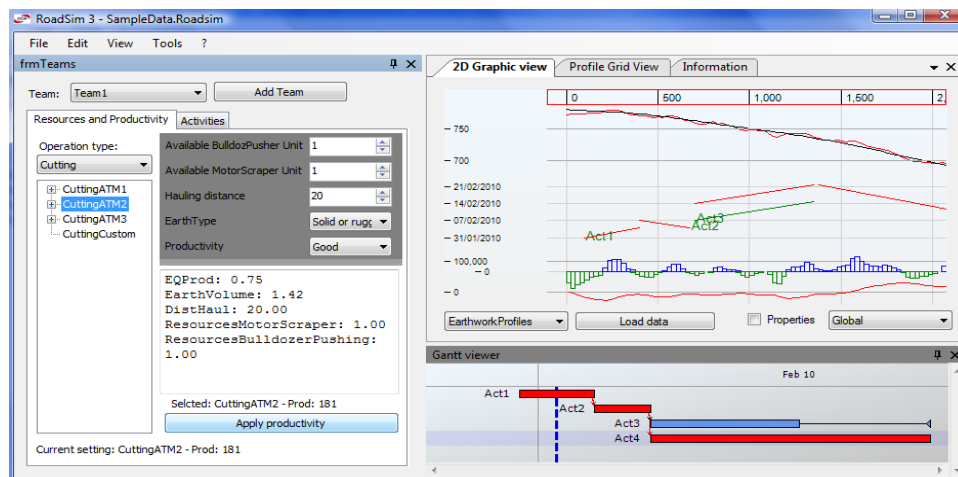 RoadSim 3 - SampleData.Roadsim
File Edit View Tools ?
frmTeams
Team: Team1 Add Team
Resources and Productivity Activities
Operation type:
Cutting
CuttingATM1
CuttingATM2
CuttingATM3
CuttingCustom
Available BulldozPusher Unit 1
Available MotorScraper Unit 1
Hauling distance 20
EarthType Solid or rugg
Productivity Good
EQProd: 0.75
EarthVolume: 1.42
DistHaul: 20.00
ResourcesMotorScraper: 1.00
ResourcesBulldozerPushing:
1.00
Selcted: CuttingATM2 - Prod: 181
Apply productivity
Current setting: CuttingATM2 - Prod: 181
2D Graphic view Profile Grid View Information
0 500 1,000 1,500 2,
750
700
21/02/2010
14/02/2010
07/02/2010
31/01/2010
Act1
Act2
Act3
100,000
0
0
EarthworkProfiles Load data Properties Global
Gantt viewer
Feb 10
Act1
Act2
Act3
Act4